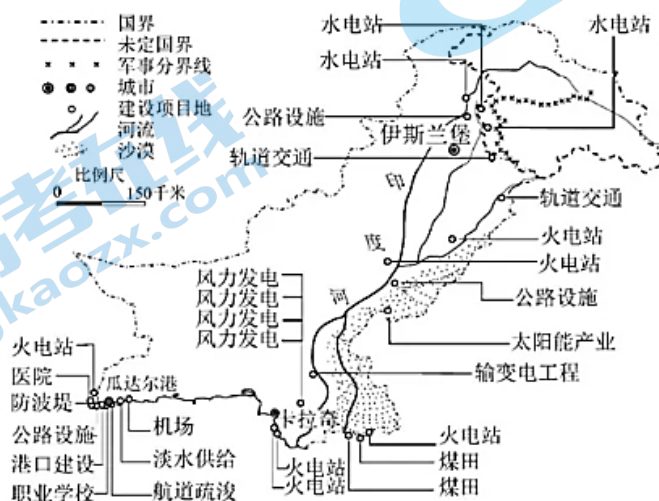 国界
未定国界
军事分界线
城市
建设项目地
河流
沙漠
比例尺
0 150千米
水电站
水电站
水电站
公路设施
伊斯兰堡
轨道交通
印
度
河
轨道交通
火电站
火电站
公路设施
太阳能产业
输变电工程
风力发电
风力发电
风力发电
风力发电
火电站
医院
瓜达尔港
防波堤
公路设施
港口建设
职业学校
机场
淡水供给
航道疏浚
卡拉奇
火电站
火电站
火电站
煤田
煤田
高考在线
gkaozx.com